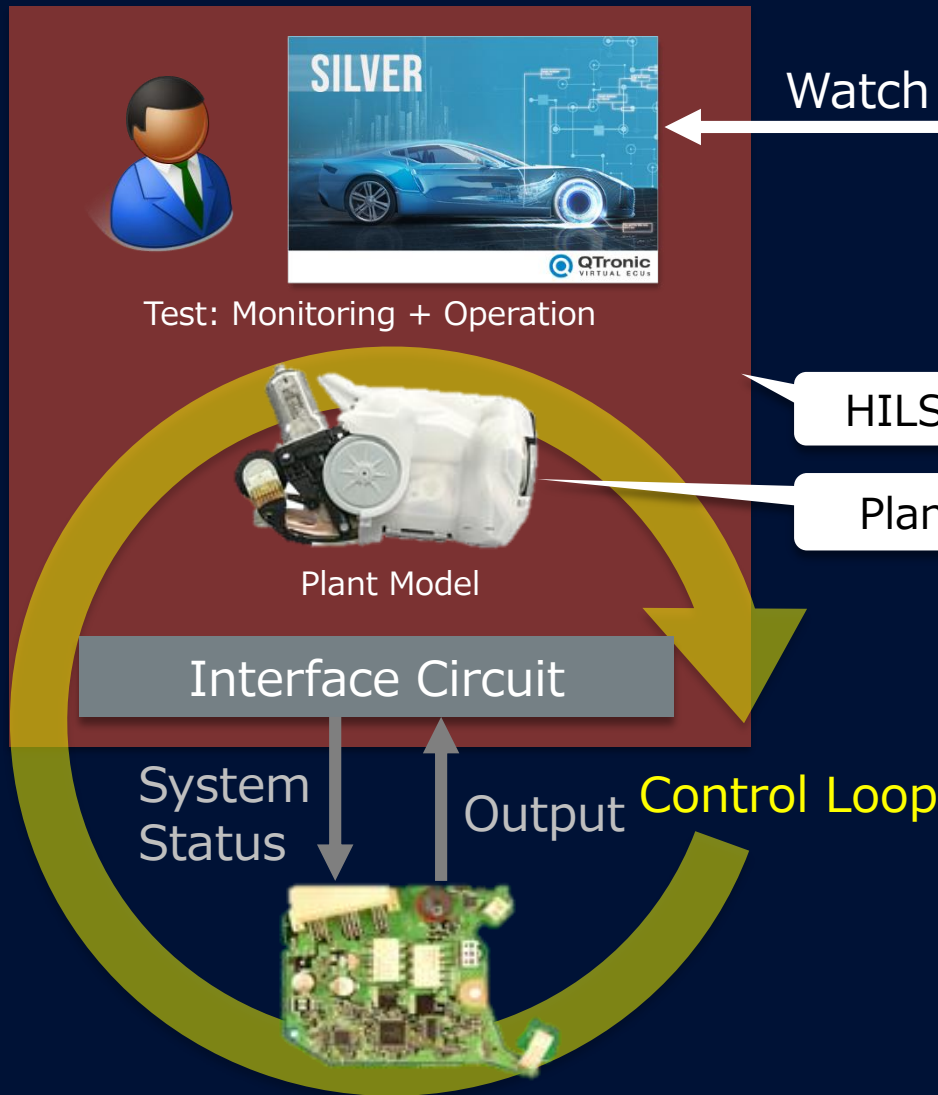 SILVER
Watch
QTronic
VIRTUAL ECUs
Test: Monitoring + Operation
HILS
Plan
Plant Model
Interface Circuit
System
Status
Output
Control Loop